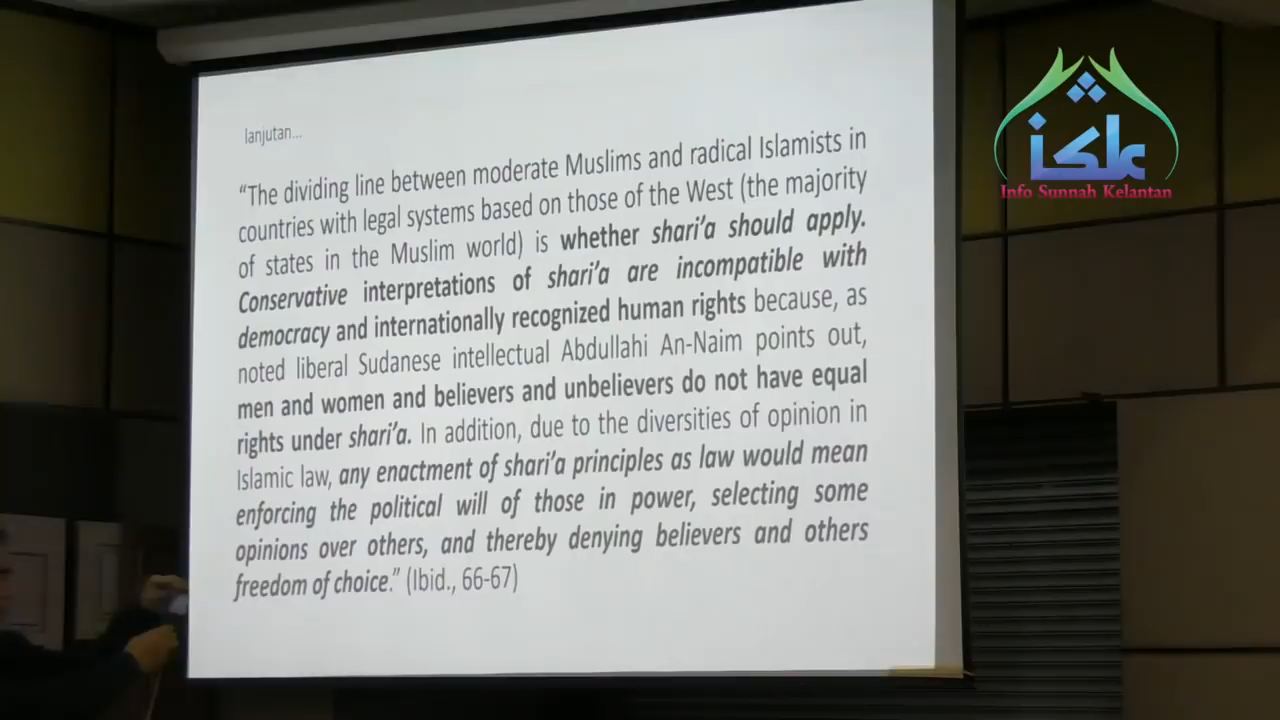 lanjutan...
“The dividing line between moderate Muslims and radical Islamists in
countries with legal systems based on those of the West (the majority
of states in the Muslim world) is whether shari’a should apply.
Conservative interpretations of shari’a are incompatible with
democracy and internationally recognized human rights because, as
noted liberal Sudanese intellectual Abdullahi An-Naim points out,
men and women and believers and unbelievers do not have equal
rights under shari’a. In addition, due to the diversities of opinion in
Islamic law, any enactment of shari’a principles as law would mean
enforcing the political will of those in power, selecting some
opinions over others, and thereby denying believers and others
freedom of choice.” (Ibid., 66-67)
Info Sunnah Kelantan